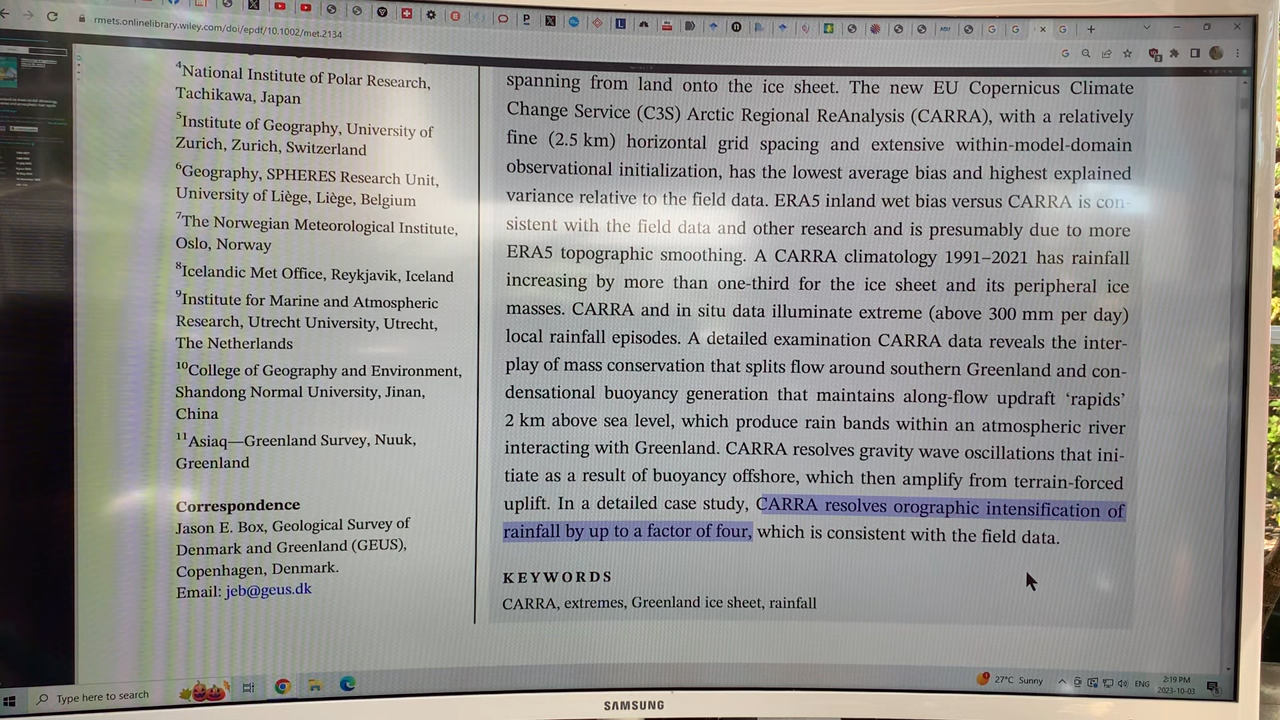 rmets.onlinelibrary.wiley.com/doi/epdf/10.1002/met.2134
⁴National Institute of Polar Research,
Tachikawa, Japan
⁵Institute of Geography, University of
Zurich, Zurich, Switzerland
⁶Geography, SPHERES Research Unit,
University of Liège, Liège, Belgium
⁷The Norwegian Meteorological Institute,
Oslo, Norway
⁸Icelandic Met Office, Reykjavik, Iceland
⁹Institute for Marine and Atmospheric
Research, Utrecht University, Utrecht,
The Netherlands
¹⁰College of Geography and Environment,
Shandong Normal University, Jinan,
China
¹¹Asiaq—Greenland Survey, Nuuk,
Greenland
Correspondence
Jason E. Box, Geological Survey of
Denmark and Greenland (GEUS),
Copenhagen, Denmark.
Email: jeb@geus.dk
spanning from land onto the ice sheet. The new EU Copernicus Climate
Change Service (C3S) Arctic Regional ReAnalysis (CARRA), with a relatively
fine (2.5 km) horizontal grid spacing and extensive within-model-domain
observational initialization, has the lowest average bias and highest explained
variance relative to the field data. ERA5 inland wet bias versus CARRA is con-
sistent with the field data and other research and is presumably due to more
ERA5 topographic smoothing. A CARRA climatology 1991–2021 has rainfall
increasing by more than one-third for the ice sheet and its peripheral ice
masses. CARRA and in situ data illuminate extreme (above 300 mm per day)
local rainfall episodes. A detailed examination CARRA data reveals the inter-
play of mass conservation that splits flow around southern Greenland and con-
densational buoyancy generation that maintains along-flow updraft ‘rapids’
2 km above sea level, which produce rain bands within an atmospheric river
interacting with Greenland. CARRA resolves gravity wave oscillations that ini-
tiate as a result of buoyancy offshore, which then amplify from terrain-forced
uplift. In a detailed case study, CARRA resolves orographic intensification of
rainfall by up to a factor of four, which is consistent with the field data.
KEYWORDS
CARRA, extremes, Greenland ice sheet, rainfall
Type here to search
27°C Sunny
ENG
2:19 PM
2023-10-03
SAMSUNG